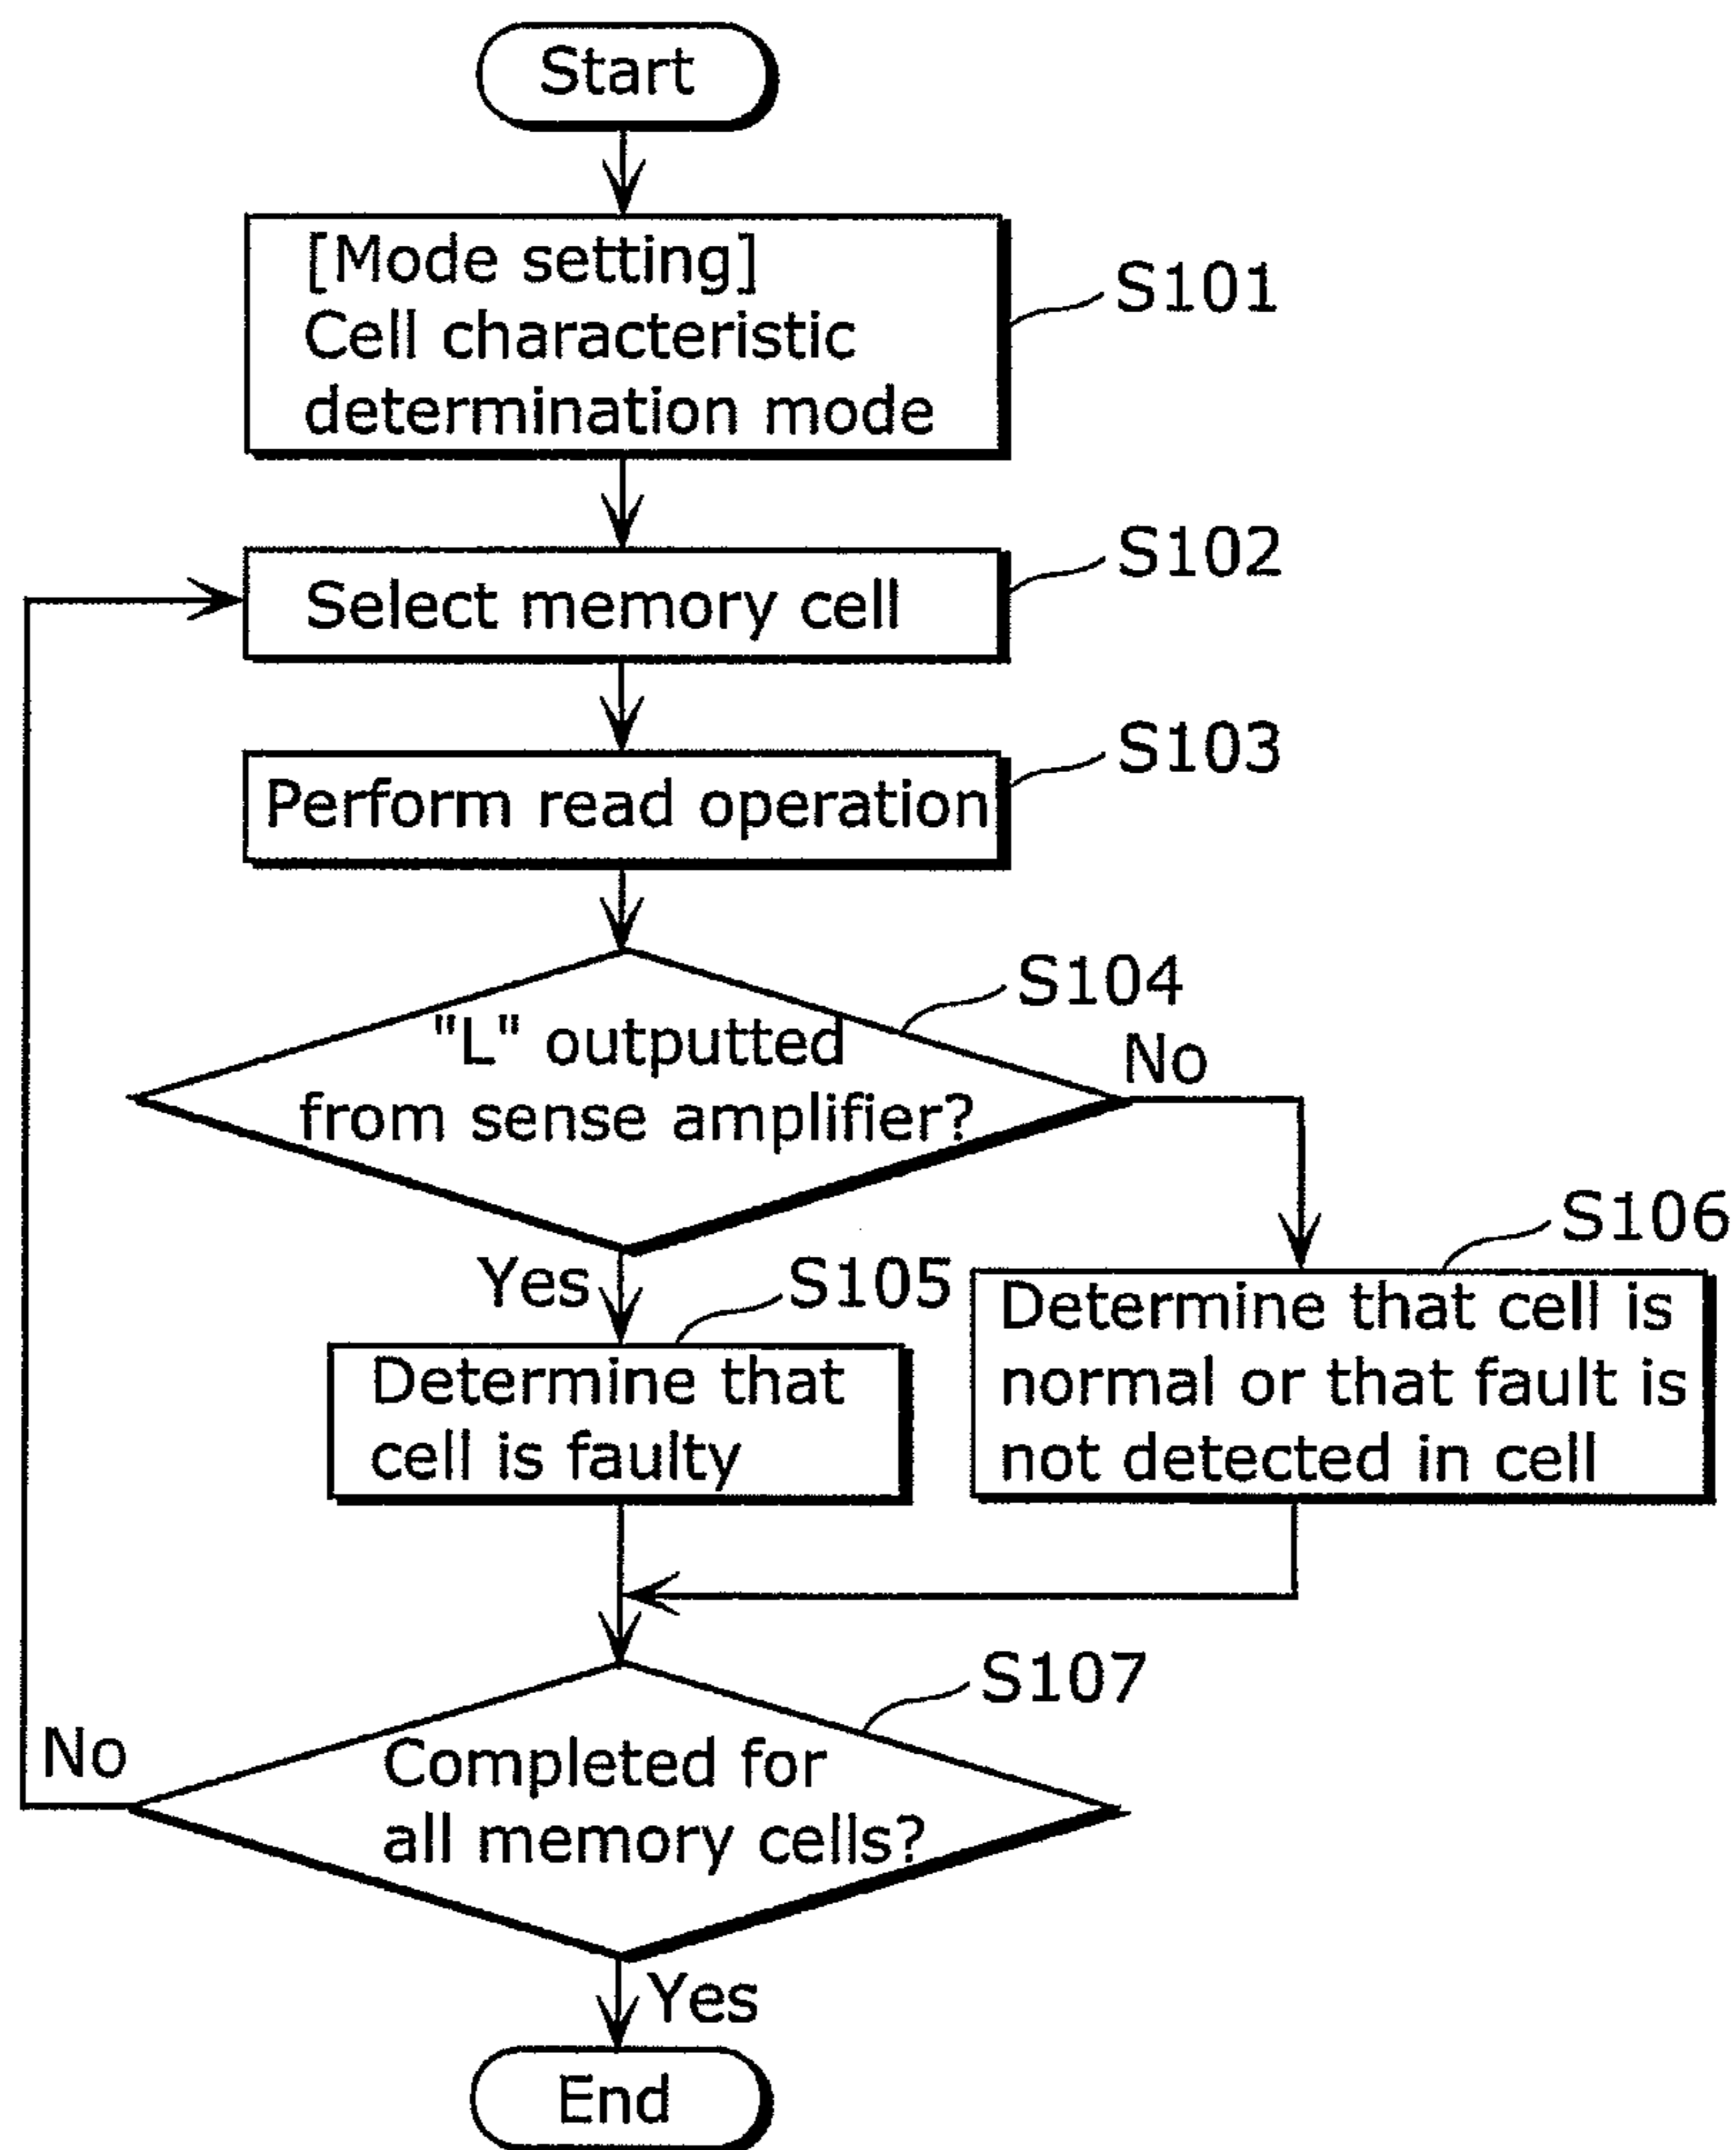 Start
[Mode setting]
Cell characteristic
determination mode
S101
Select memory cell
S102
Perform read operation
S103
"L" outputted
from sense amplifier?
S104
No
Yes
S105
Determine that
cell is faulty
S106
Determine that cell is
normal or that fault is
not detected in cell
S107
Completed for
all memory cells?
No
Yes
End